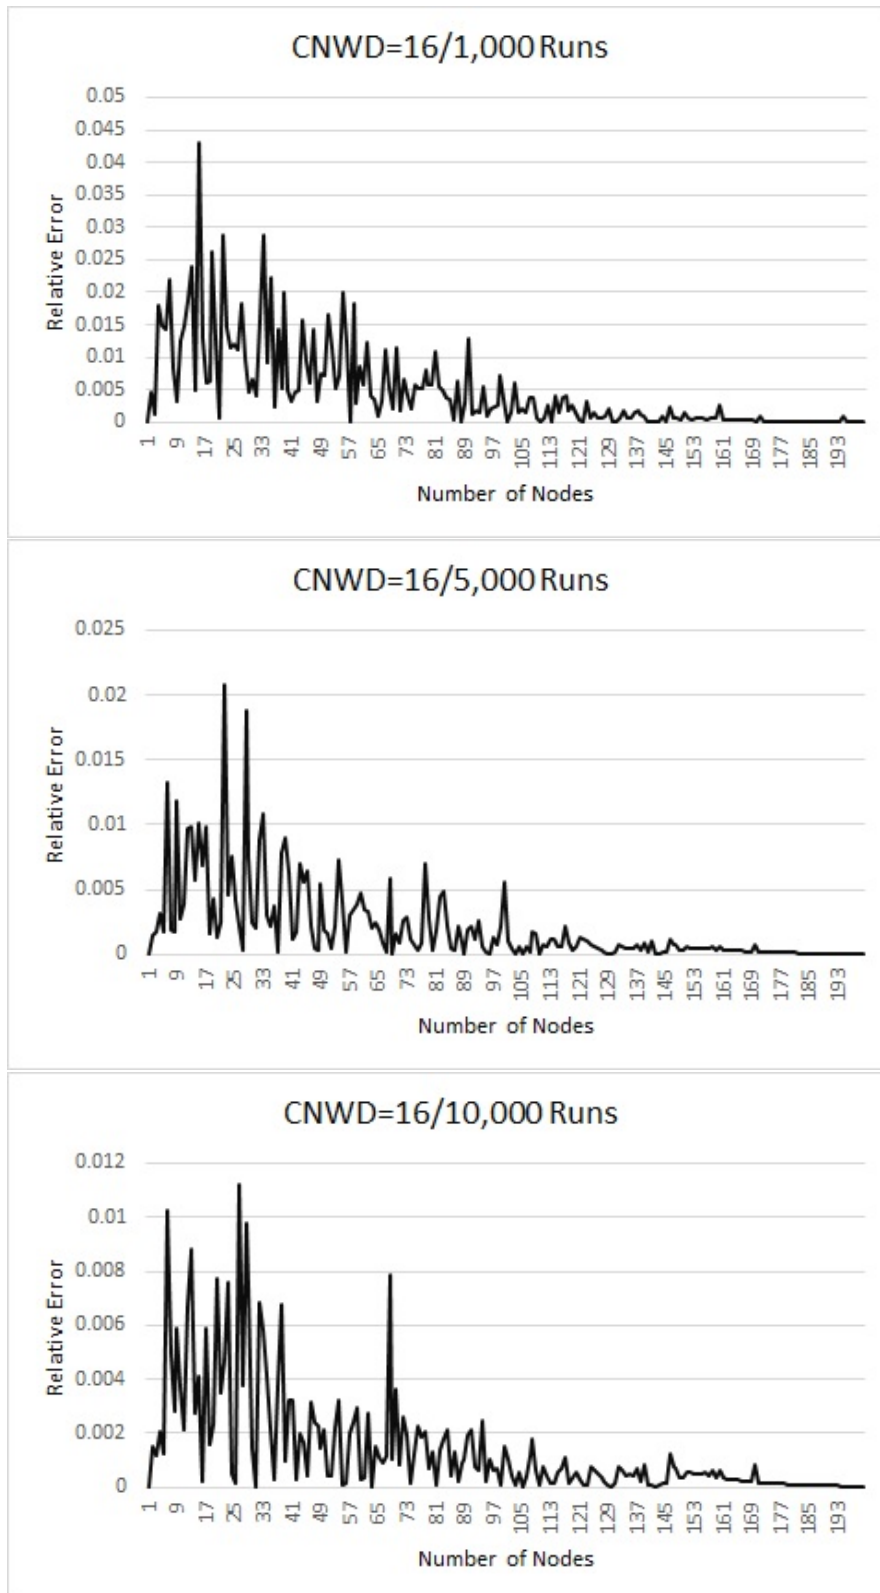 CNWD=16/1,000 Runs
0.05
0.045
0.04
0.035
0.03
0.025
0.02
0.015
0.01
0.005
0
Relative Error
1 9 17 25 33 41 49 57 65 73 81 89 97 105 113 121 129 137 145 153 161 169 177 185 193
Number of Nodes
CNWD=16/5,000 Runs
0.025
0.02
0.015
0.01
0.005
0
Relative Error
1 9 17 25 33 41 49 57 65 73 81 89 97 105 113 121 129 137 145 153 161 169 177 185 193
Number of Nodes
CNWD=16/10,000 Runs
0.012
0.01
0.008
0.006
0.004
0.002
0
Relative Error
1 9 17 25 33 41 49 57 65 73 81 89 97 105 113 121 129 137 145 153 161 169 177 185 193
Number of Nodes